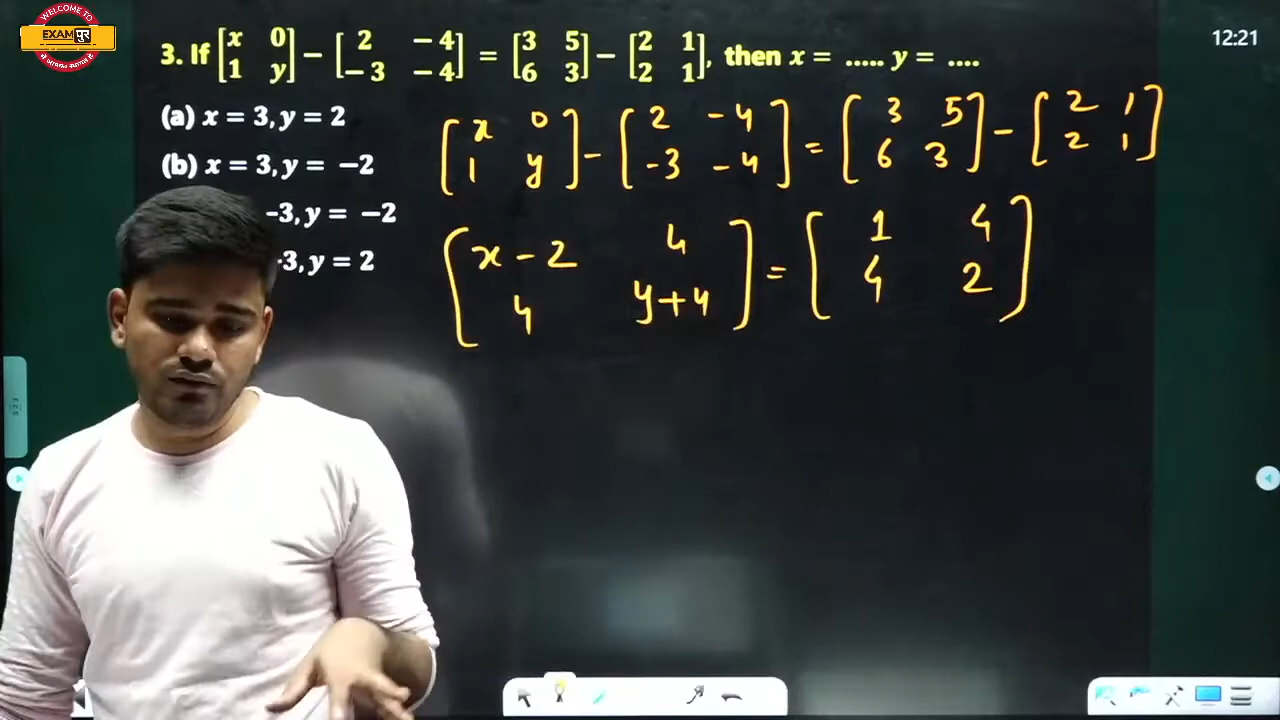 WELCOME TO
EXAMपुर
12:21
3. If [x 0 1 y] − [2 −4 −3 −4] = [3 5 6 3] − [2 1 2 1], then x = ..... y = ....
(a) x = 3, y = 2
(b) x = 3, y = −2
-3, y = −2
3, y = 2
[x 0 1 y] − [2 -4 -3 -4] = [3 5 6 3] − [2 1 2 1]
[x − 2 4 4 y + 4] = [1 4 4 2]